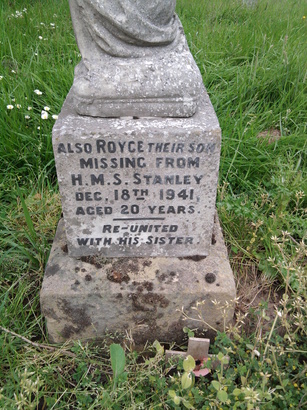 ALSO ROYCE THEIR SON
MISSING FROM
H.M.S. STANLEY
DEC. 18TH 1941,
AGED 20 YEARS.
RE-UNITED
WITH HIS SISTER.